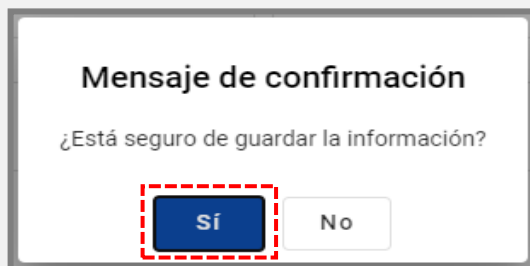 Mensaje de confirmación
¿Está seguro de guardar la información?
Sí
No